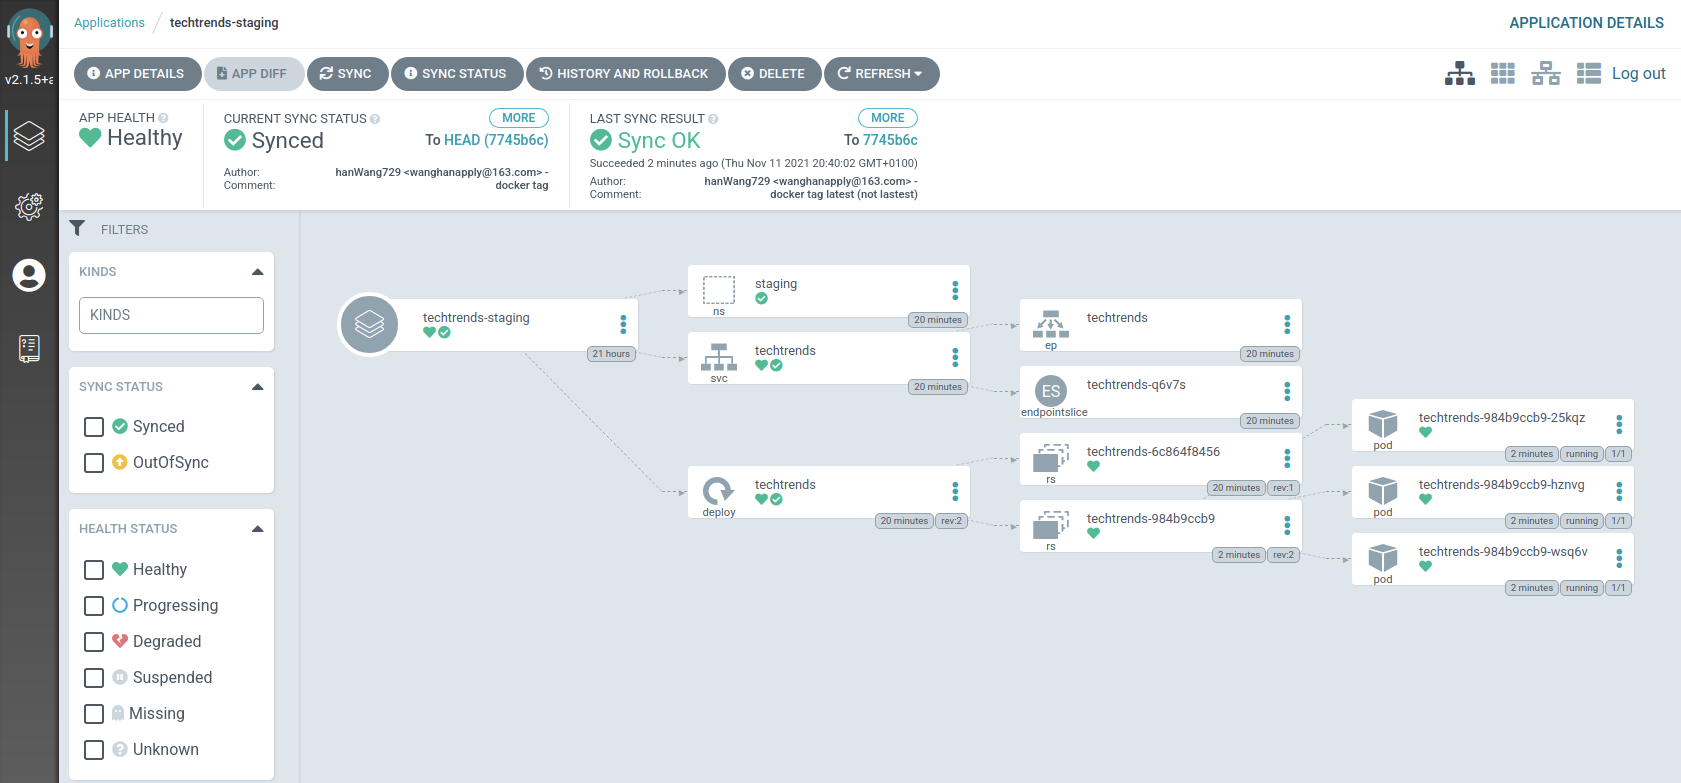 Applications / techtrends-staging
APPLICATION DETAILS
v2.1.5+a
APP DETAILS
APP DIFF
SYNC
SYNC STATUS
HISTORY AND ROLLBACK
DELETE
REFRESH
Log out
APP HEALTH
Healthy
CURRENT SYNC STATUS
MORE
Synced
To HEAD (7745b6c)
Author: hanWang729 <wanghanapply@163.com> -
Comment: docker tag
LAST SYNC RESULT
MORE
Sync OK
To 7745b6c
Succeeded 2 minutes ago (Thu Nov 11 2021 20:40:02 GMT+0100)
Author: hanWang729 <wanghanapply@163.com> -
Comment: docker tag latest (not lastest)
FILTERS
KINDS
KINDS
SYNC STATUS
Synced
OutOfSync
HEALTH STATUS
Healthy
Progressing
Degraded
Suspended
Missing
Unknown
techtrends-staging
21 hours
staging
ns
20 minutes
techtrends
svc
20 minutes
techtrends
deploy
20 minutes rev:2
techtrends
ep
20 minutes
ES
techtrends-q6v7s
endpointslice
20 minutes
techtrends-6c864f8456
rs
20 minutes rev:1
techtrends-984b9ccb9
rs
2 minutes rev:2
techtrends-984b9ccb9-25kqz
pod
2 minutes running 1/1
techtrends-984b9ccb9-hznvg
pod
2 minutes running 1/1
techtrends-984b9ccb9-wsq6v
pod
2 minutes running 1/1